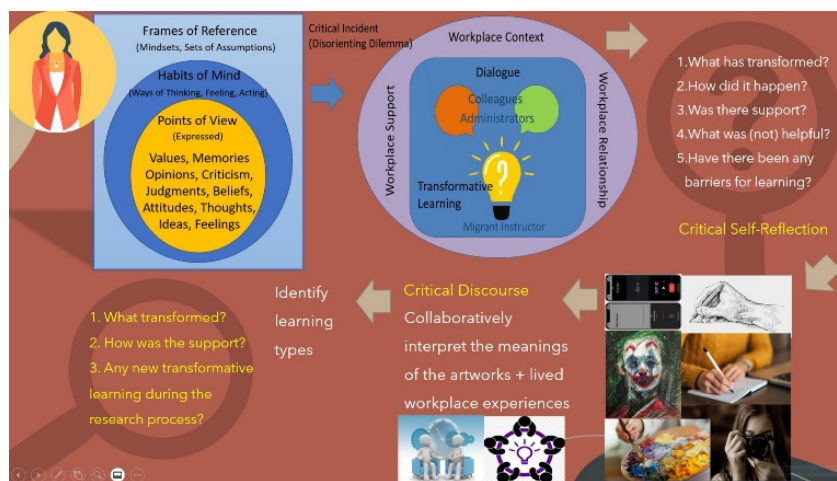 Frames of Reference
(Mindsets, Sets of Assumptions)
Habits of Mind
(Ways of Thinking, Feeling, Acting)
Points of View
(Expressed)
Values, Memories
Opinions, Criticism,
Judgments, Beliefs,
Attitudes, Thoughts,
Ideas, Feelings
Critical Incident
(Disorienting Dilemma)
Workplace Context
Workplace Support
Workplace Relationship
Dialogue
Colleagues
Administrators
?
Transformative
Learning
Migrant Instructor
1.What has transformed?
2.How did it happen?
3.Was there support?
4.What was (not) helpful?
5.Have there been any
barriers for learning?
Critical Self-Reflection
Critical Discourse
Collaboratively
interpret the meanings
of the artworks + lived
workplace experiences
Identify
learning
types
1. What transformed?
2. How was the support?
3. Any new transformative
learning during the
research process?